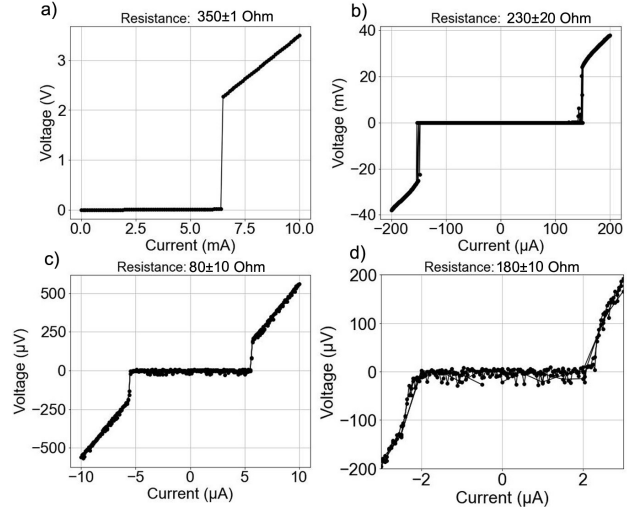 a)
Resistance: 350±1 Ohm
Voltage (V)
3
2
1
0
0.0 2.5 5.0 7.5 10.0
Current (mA)
b)
Resistance: 230±20 Ohm
Voltage (mV)
40
20
0
−20
−40
−200 −100 0 100 200
Current (µA)
c)
Resistance: 80±10 Ohm
Voltage (µV)
500
250
0
−250
−500
−10 −5 0 5 10
Current (µA)
d)
Resistance: 180±10 Ohm
Voltage (µV)
200
100
0
−100
−200
−2 0 2
Current (µA)